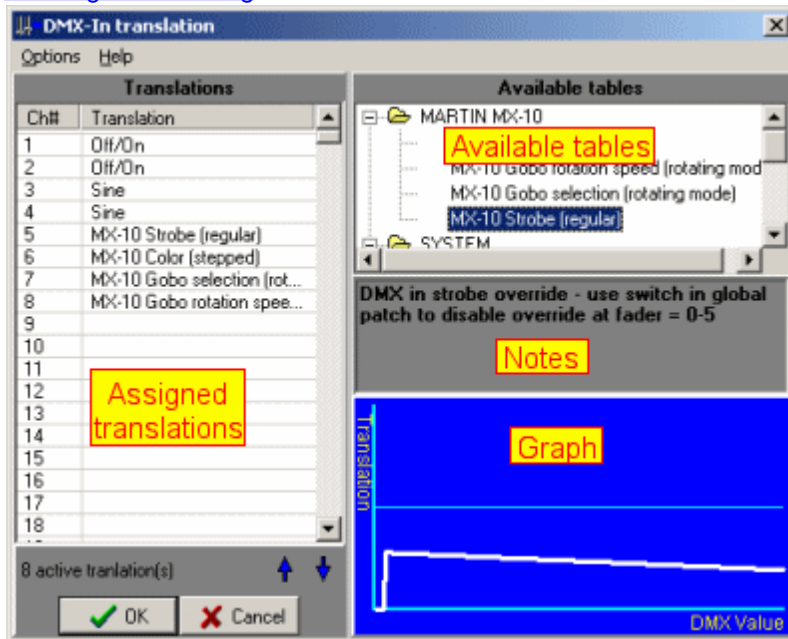 DMX-In translation
Options Help
Translations
Ch# Translation
1 Off/On
2 Off/On
3 Sine
4 Sine
5 MX-10 Strobe (regular)
6 MX-10 Color (stepped)
7 MX-10 Gobo selection (rot...
8 MX-10 Gobo rotation spee...
9
10
11
12
13
14
15
16
17
18
Assigned
translations
8 active tranlation(s)
OK Cancel
Available tables
MARTIN MX-10
Available tables
MX-10 Gobo rotation speed (rotating mod
MX-10 Gobo selection (rotating mode)
MX-10 Strobe (regular)
SYSTEM
DMX in strobe override - use switch in global
patch to disable override at fader = 0-5
Notes
Translation
Graph
DMX Value